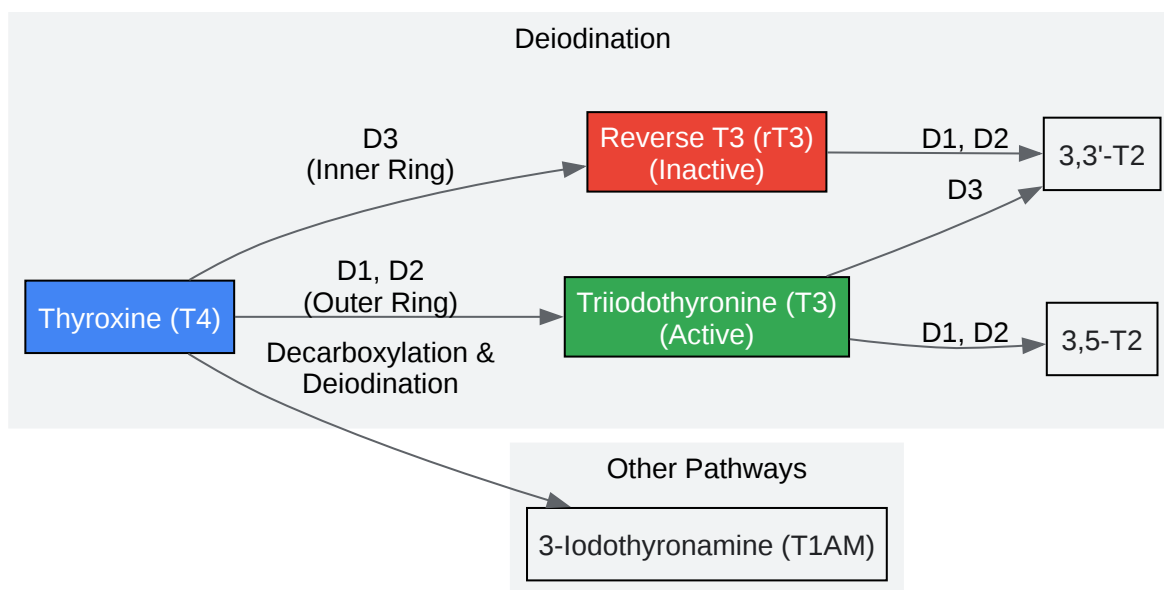 Deiodination
D3
(Inner Ring)
Reverse T3 (rT3)
(Inactive)
D1, D2
3,3'-T2
D3
Thyroxine (T4)
D1, D2
(Outer Ring)
Triiodothyronine (T3)
(Active)
D1, D2
3,5-T2
Decarboxylation &
Deiodination
Other Pathways
3-Iodothyronamine (T1AM)